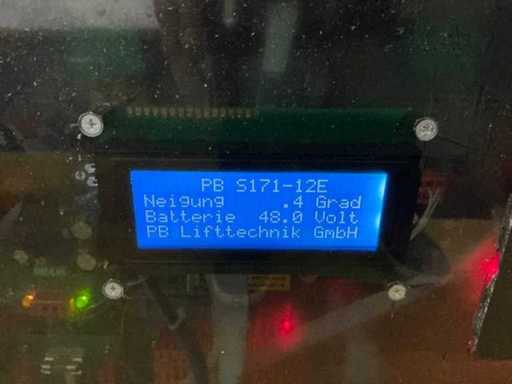 PB S171-12E
Neigung .4 Grad
Batterie 48.0 Volt
PB Lifttechnik GmbH